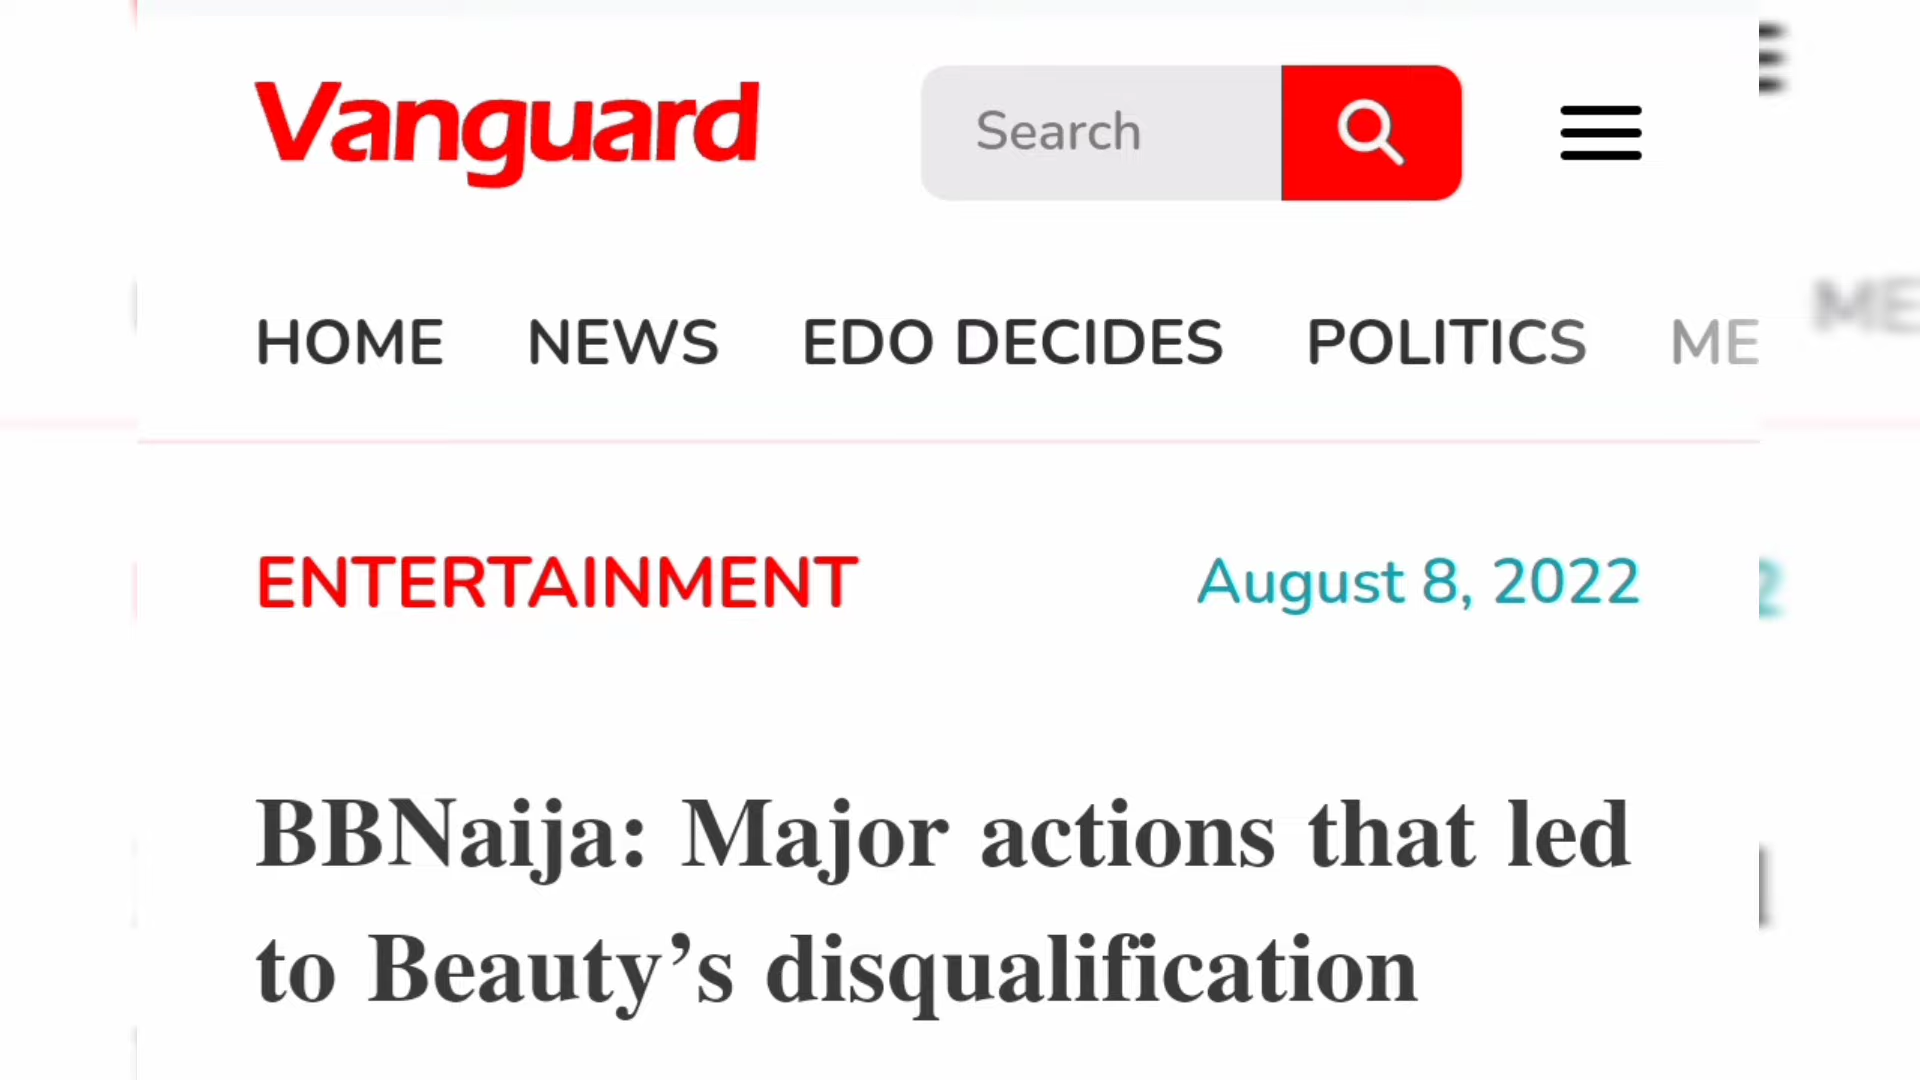 Vanguard
Search
HOME NEWS EDO DECIDES POLITICS ME
ENTERTAINMENT August 8, 2022
BBNaija: Major actions that led
to Beauty’s disqualification